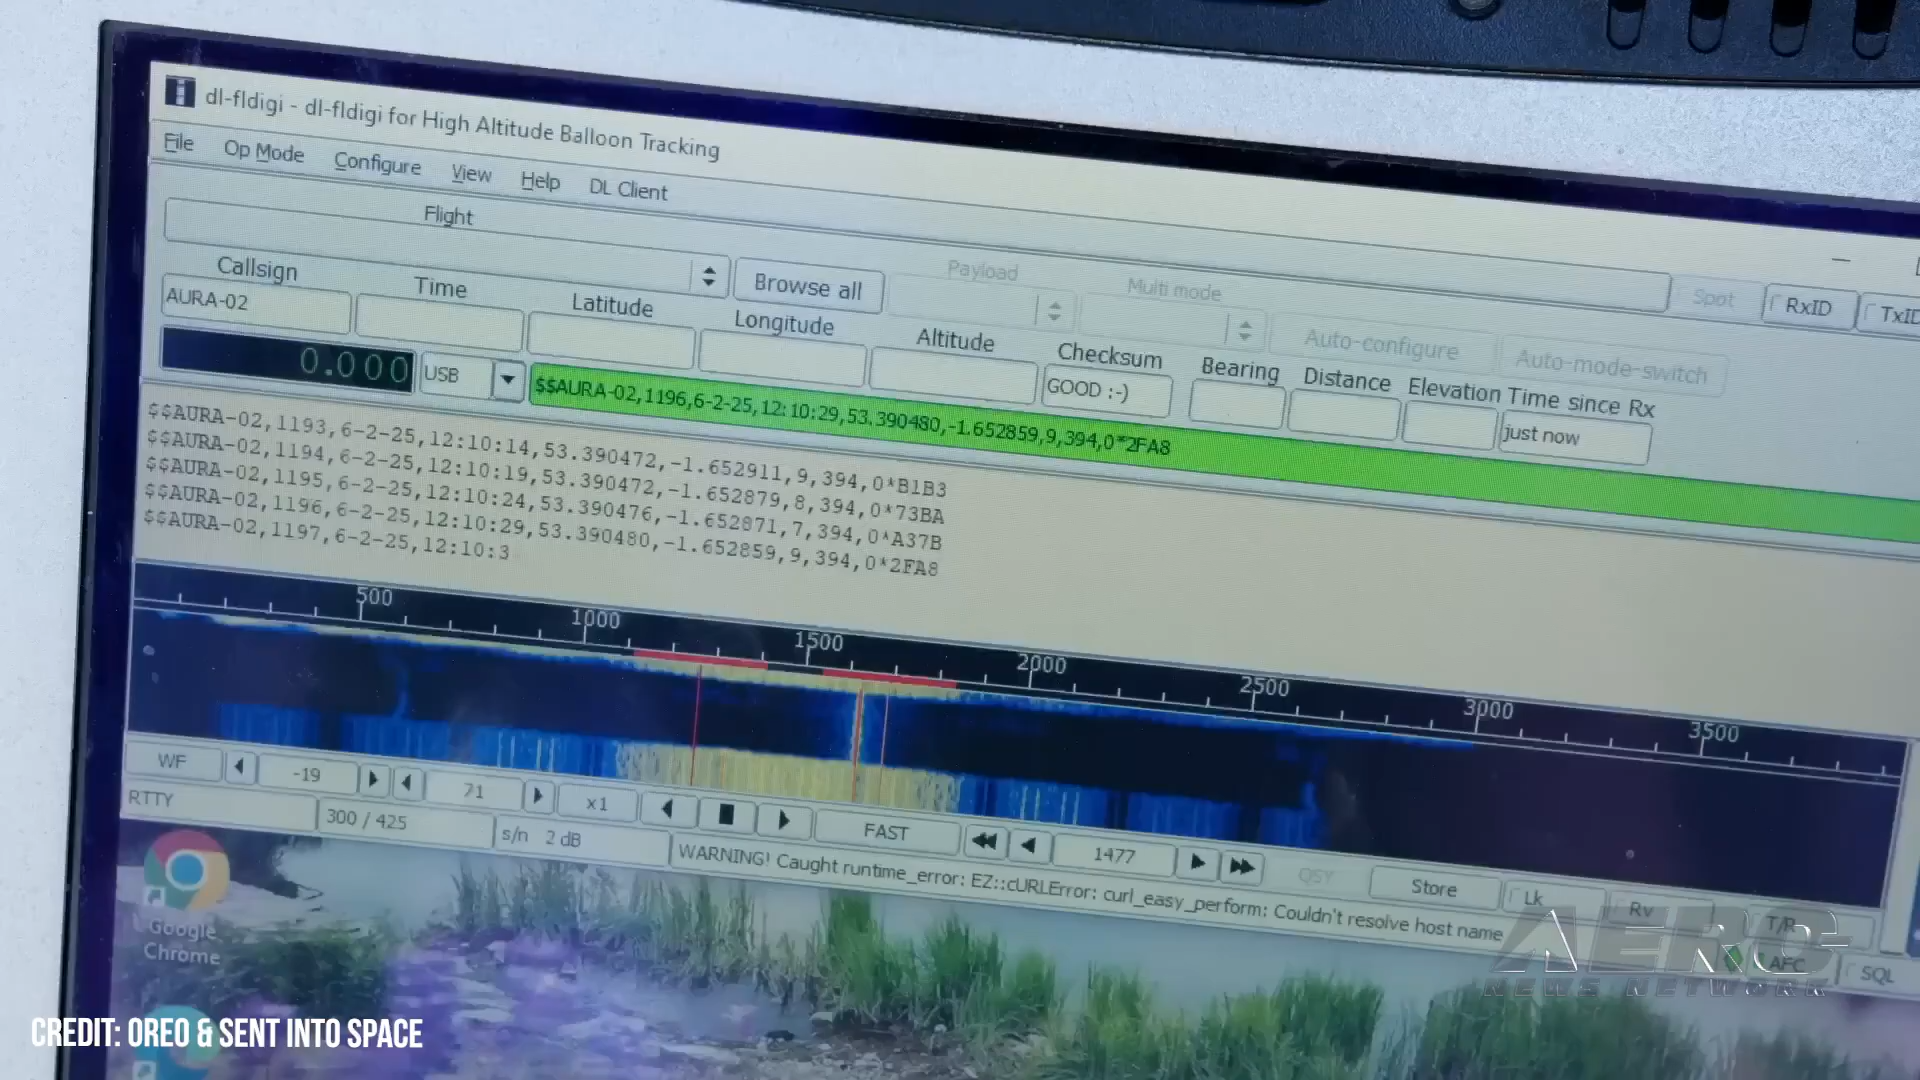 dl-fldigi - dl-fldigi for High Altitude Balloon Tracking
File Op Mode Configure View Help DL Client
Flight
Browse all
Payload
Multi mode
Auto-configure
Auto-mode-switch
Spot
RxID
TxID
Callsign Time Latitude Longitude Altitude Checksum Bearing Distance Elevation Time since Rx
AURA-02
GOOD :-)
just now
0.000
USB
$$AURA-02,1196,6-2-25,12:10:29,53.390480,-1.652859,9,394,0*2FA8
$$AURA-02,1193,6-2-25,12:10:14,53.390472,-1.652911,9,394,0*B1B3
$$AURA-02,1194,6-2-25,12:10:19,53.390472,-1.652879,8,394,0*73BA
$$AURA-02,1195,6-2-25,12:10:24,53.390476,-1.652871,7,394,0*A37B
$$AURA-02,1196,6-2-25,12:10:29,53.390480,-1.652859,9,394,0*2FA8
$$AURA-02,1197,6-2-25,12:10:3
500 1000 1500 2000 2500 3000 3500
WF -19 71 x1 FAST 1477 QSY Store Lk Rv T/R
RTTY 300 / 425 s/n 2 dB WARNING! Caught runtime_error: EZ::cURLError: curl_easy_perform: Couldn't resolve host name AFC SQL
Google
Chrome
AERO
NEWS NETWORK
CREDIT: OREO & SENT INTO SPACE